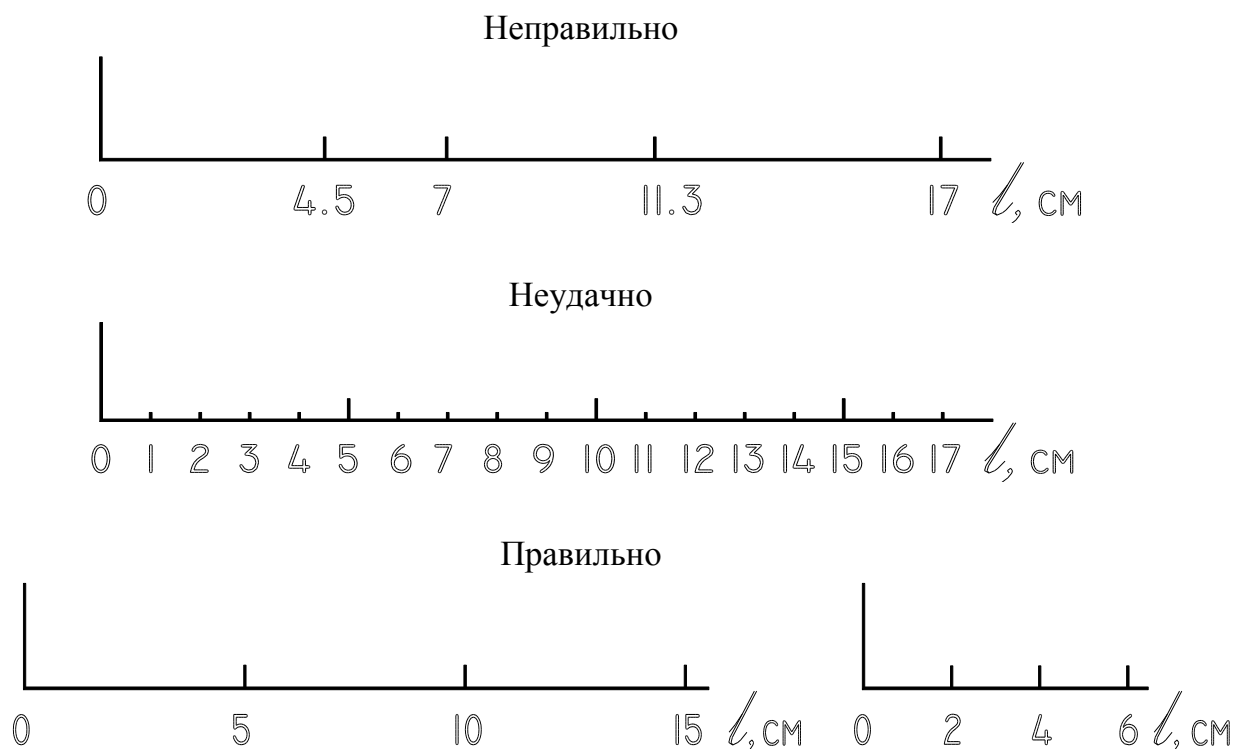 Неправильно
0 4.5 7 11.3 17 l, см
Неудачно
0 1 2 3 4 5 6 7 8 9 10 11 12 13 14 15 16 17 l, см
Правильно
0 5 10 15 l, см 0 2 4 6 l, см